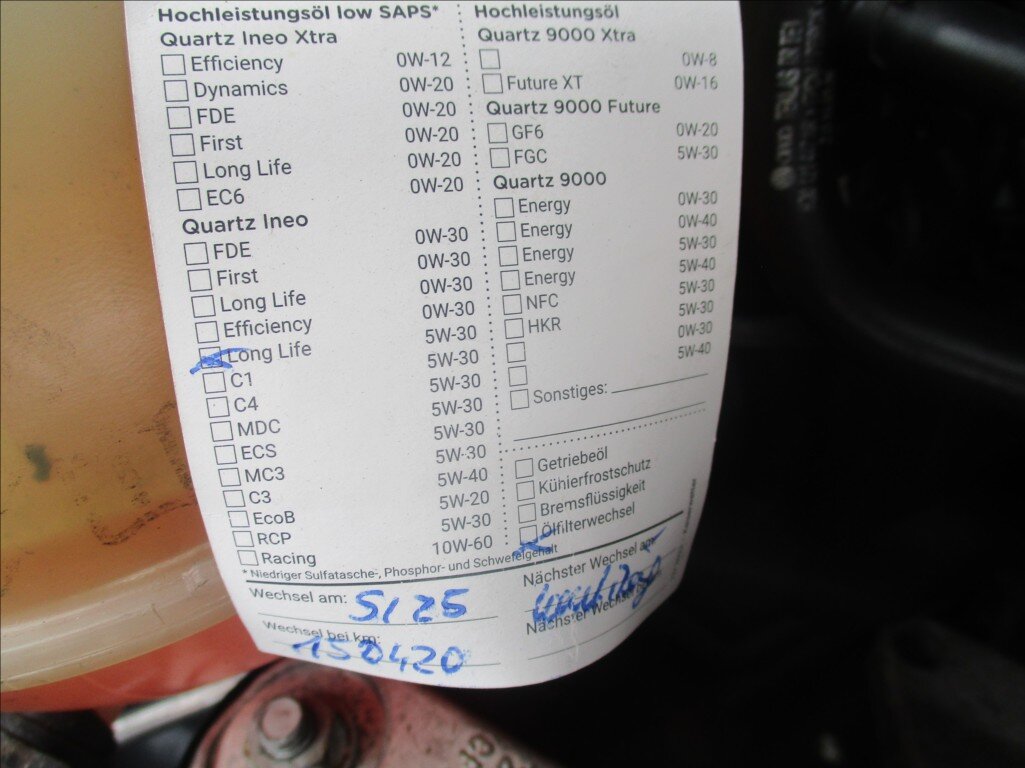 Hochleistungsöl low SAPS*
Quartz Ineo Xtra
Efficiency 0W-12
Dynamics 0W-20
FDE 0W-20
First 0W-20
Long Life 0W-20
EC6 0W-20
Quartz Ineo
FDE 0W-30
First 0W-30
Long Life 0W-30
Efficiency 0W-30
Long Life 5W-30
C1 5W-30
C4 5W-30
MDC 5W-30
ECS 5W-30
MC3 5W-30
C3 5W-40
EcoB 5W-20
RCP 5W-30
Racing 10W-60
* Niedriger Sulfatasche-, Phosphor- und Schwefelgehalt
Wechsel am: 5/25
Wechsel bei km:
150420
Hochleistungsöl
Quartz 9000 Xtra
0W-8
Future XT 0W-16
Quartz 9000 Future
GF6 0W-20
FGC 5W-30
Quartz 9000
Energy 0W-30
Energy 0W-40
Energy 5W-30
Energy 5W-40
NFC 5W-30
HKR 5W-30
0W-30
5W-40
Sonstiges:
Getriebeöl
Kühlerfrostschutz
Bremsflüssigkeit
Ölfilterwechsel
Nächster Wechsel am
Nächster Wechsel